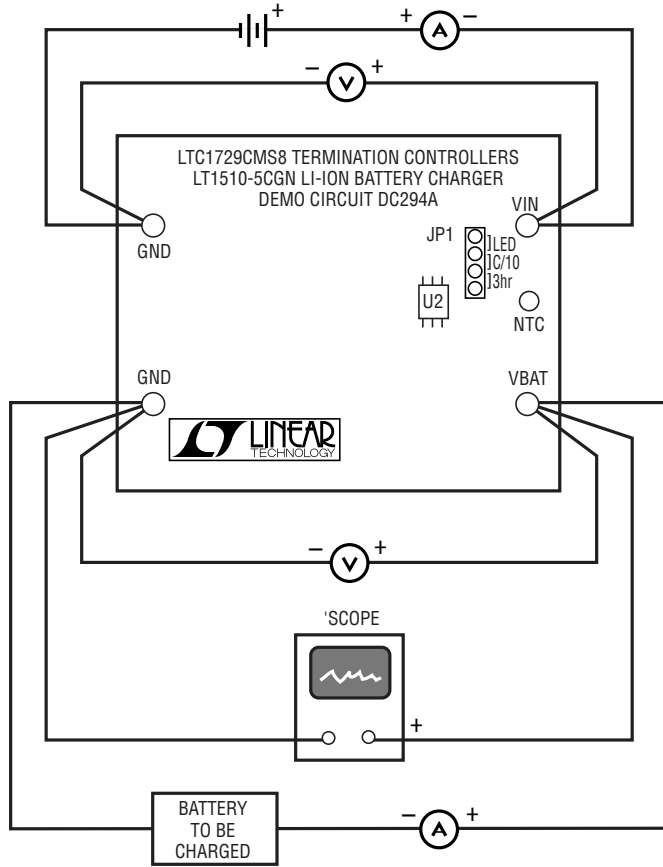 +
+ A −
− V +
LTC1729CMS8 TERMINATION CONTROLLERS
LT1510-5CGN LI-ION BATTERY CHARGER
DEMO CIRCUIT DC294A
VIN
GND
JP1
]LED
]C/10
]3hr
U2
NTC
GND
VBAT
LT LINEAR
TECHNOLOGY
− V +
'SCOPE
+
BATTERY
TO BE
CHARGED
− A +